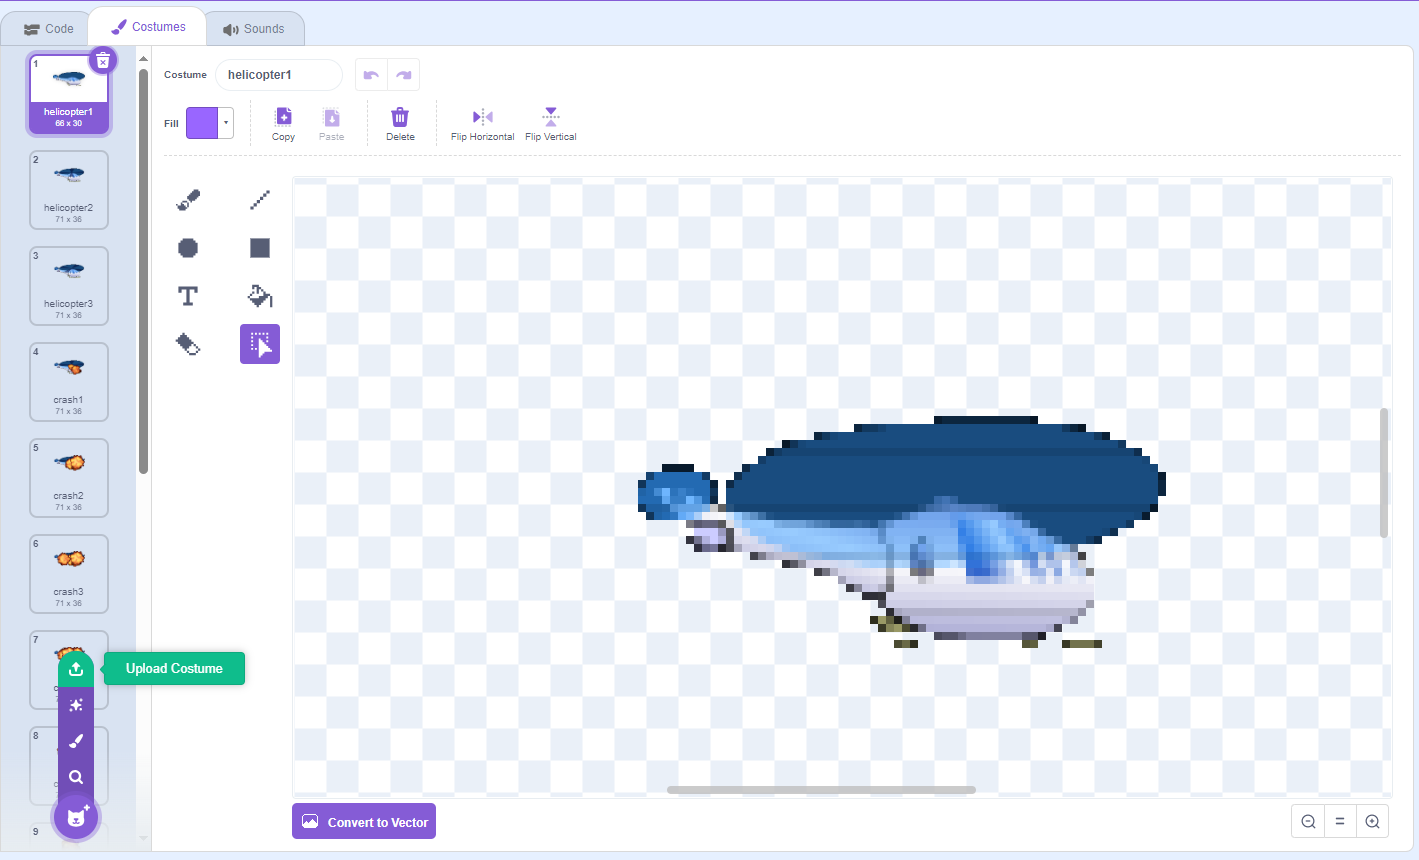 Code
Costumes
Sounds
1
helicopter1
66 x 30
2
helicopter2
71 x 36
3
helicopter3
71 x 36
4
crash1
71 x 36
5
crash2
71 x 36
6
crash3
71 x 36
7
8
9
Costume
helicopter1
Fill
Copy
Paste
Delete
Flip Horizontal
Flip Vertical
T
Upload Costume
Convert to Vector